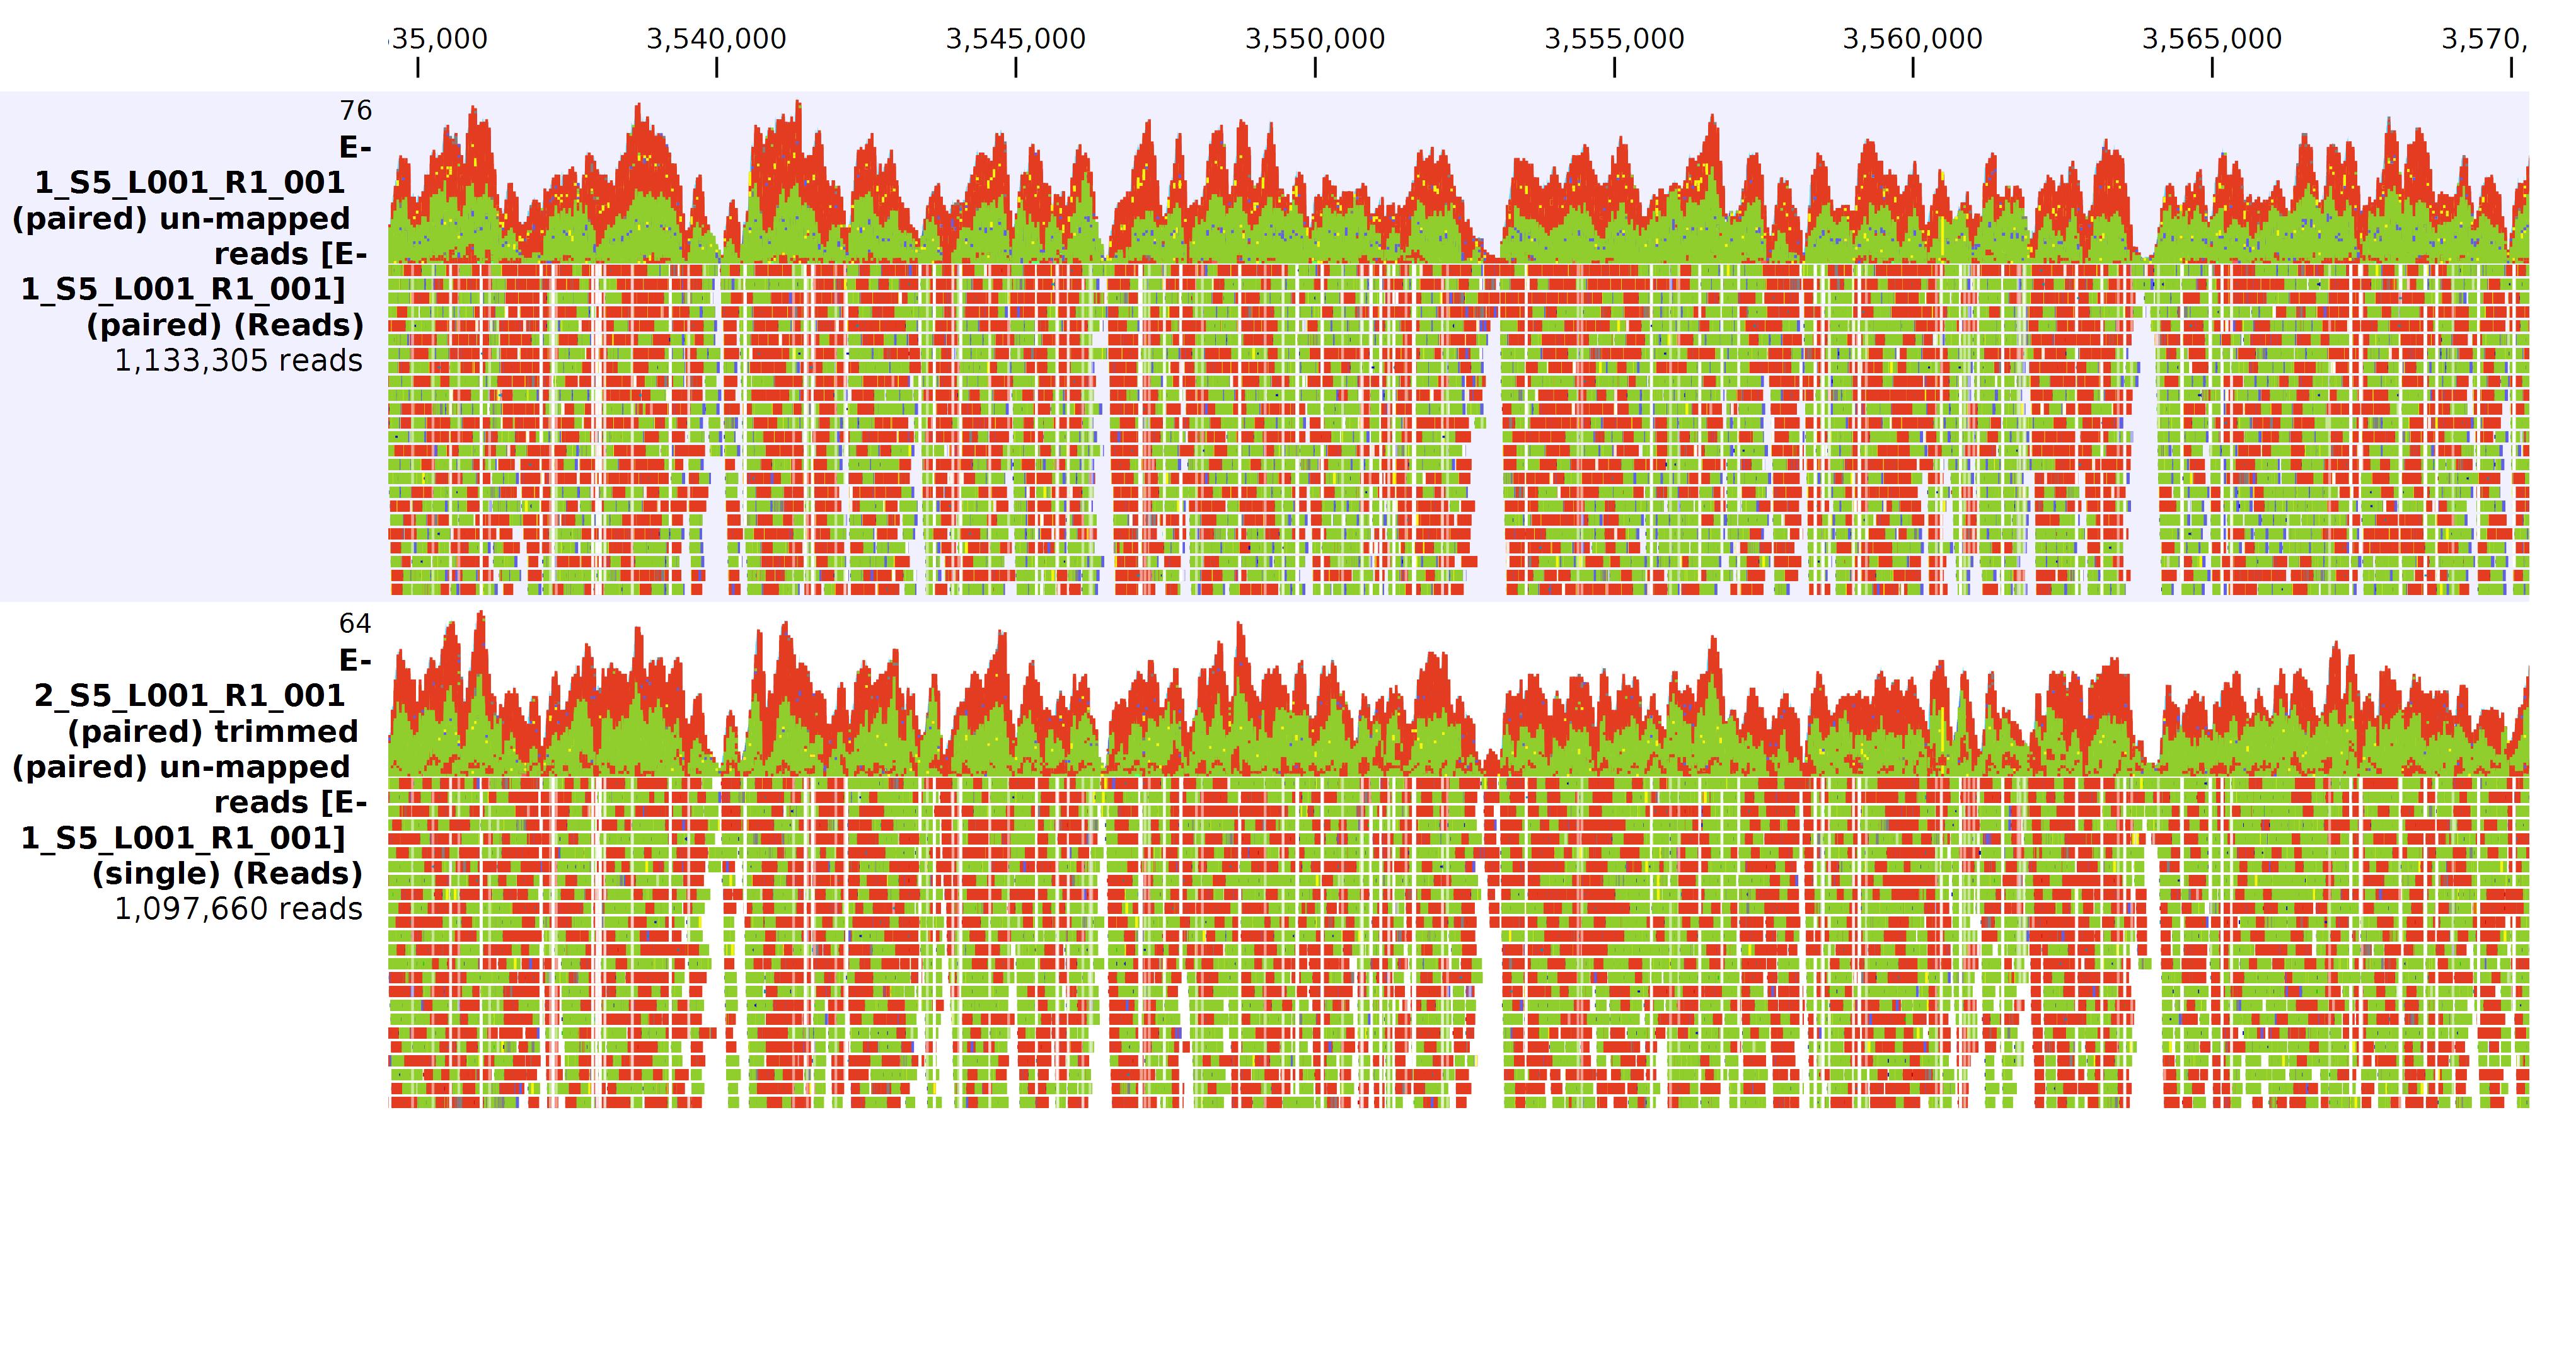 35,000 3,540,000 3,545,000 3,550,000 3,555,000 3,560,000 3,565,000 3,570,
76
E-
1_S5_L001_R1_001
(paired) un-mapped
reads [E-
1_S5_L001_R1_001]
(paired) (Reads)
1,133,305 reads
64
E-
2_S5_L001_R1_001
(paired) trimmed
(paired) un-mapped
reads [E-
1_S5_L001_R1_001]
(single) (Reads)
1,097,660 reads